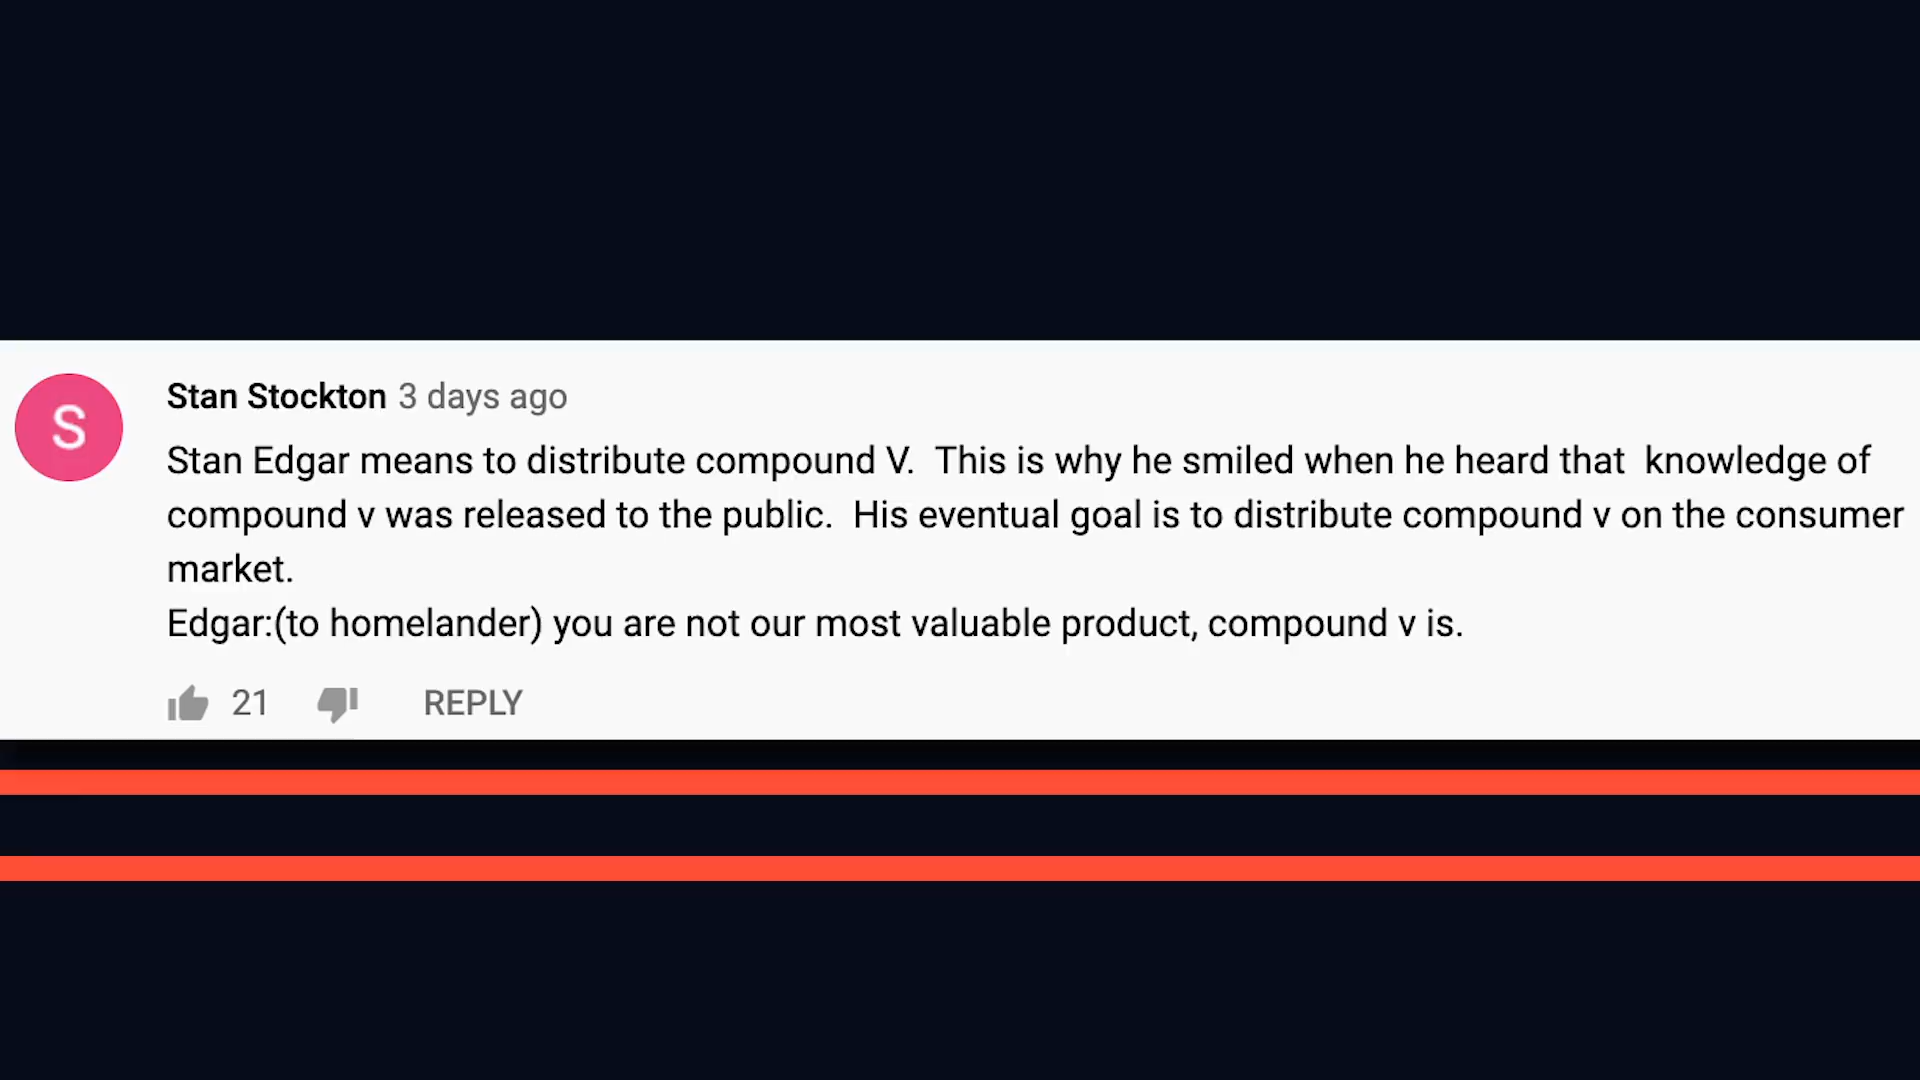 S
Stan Stockton 3 days ago
Stan Edgar means to distribute compound V.  This is why he smiled when he heard that  knowledge of
compound v was released to the public.  His eventual goal is to distribute compound v on the consumer
market.
Edgar:(to homelander) you are not our most valuable product, compound v is.
21 REPLY